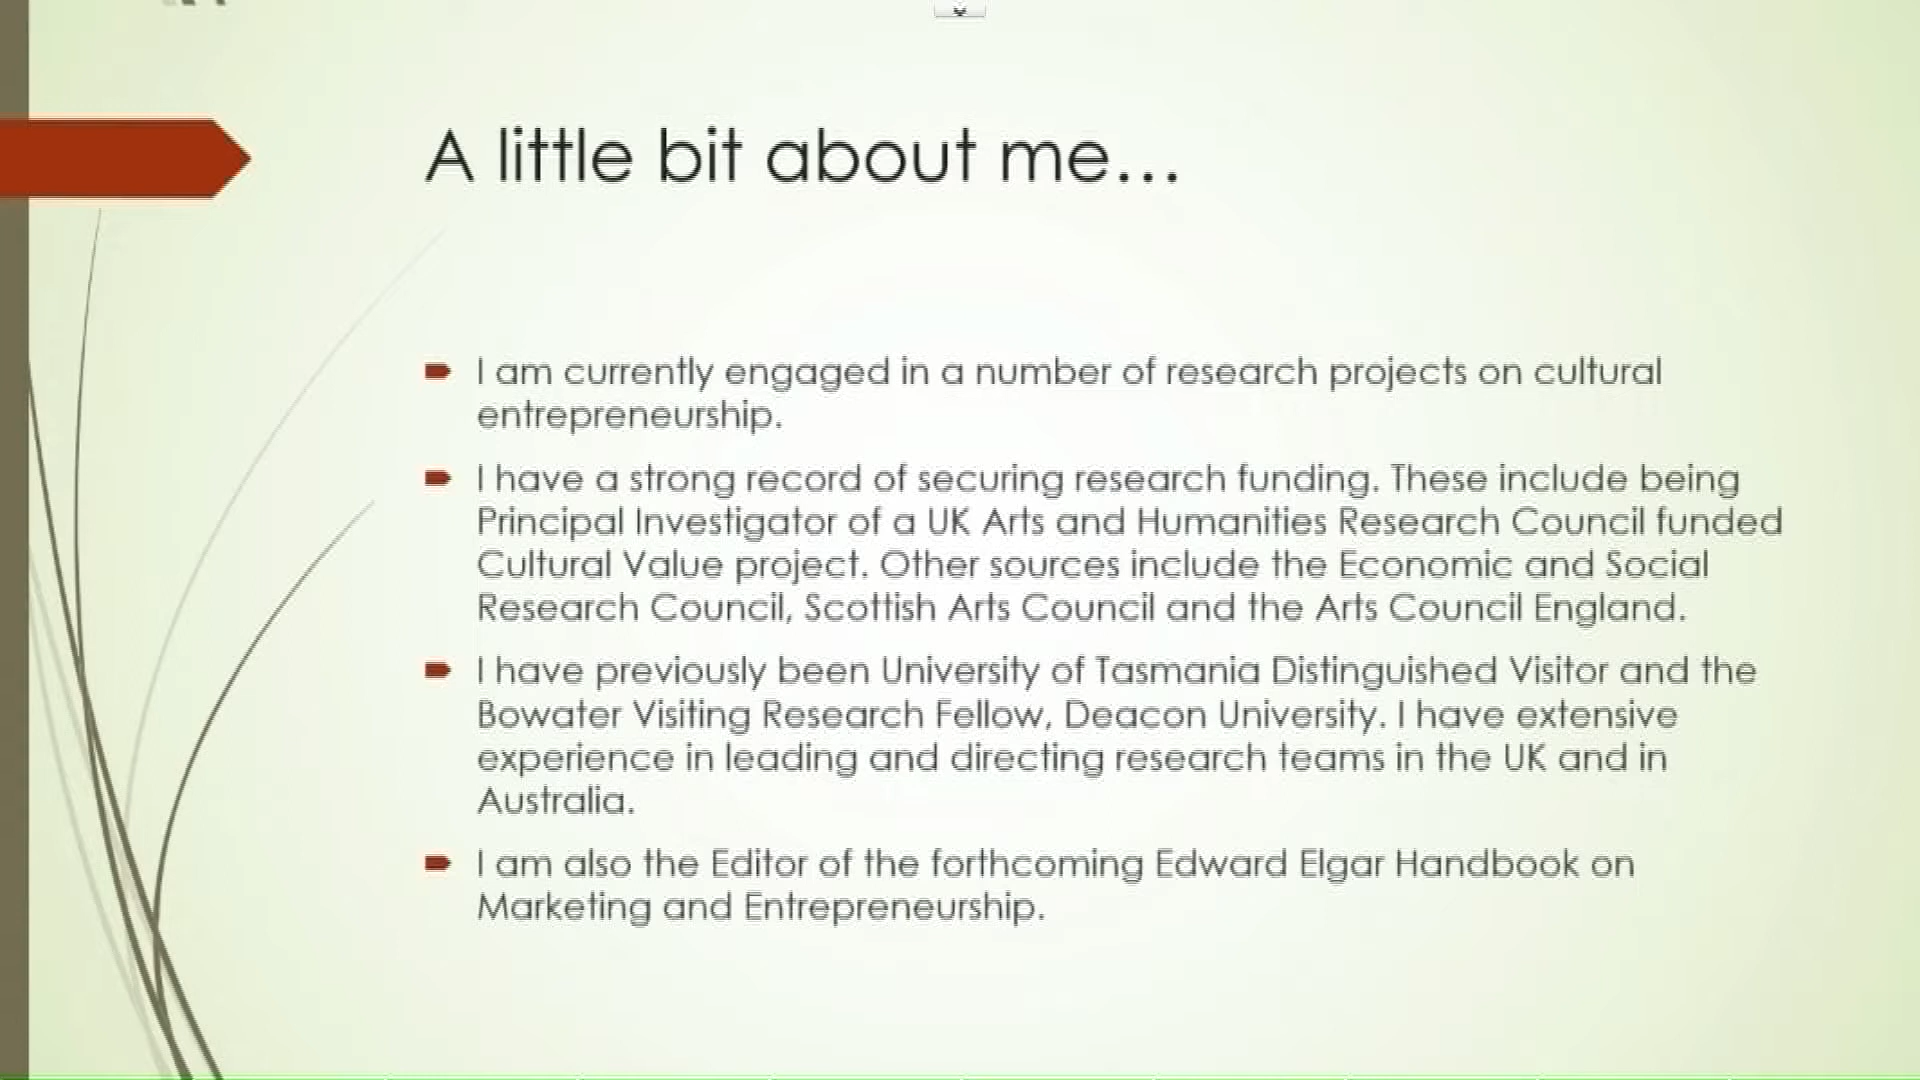 A little bit about me...
I am currently engaged in a number of research projects on cultural
entrepreneurship.
I have a strong record of securing research funding. These include being
Principal Investigator of a UK Arts and Humanities Research Council funded
Cultural Value project. Other sources include the Economic and Social
Research Council, Scottish Arts Council and the Arts Council England.
I have previously been University of Tasmania Distinguished Visitor and the
Bowater Visiting Research Fellow, Deacon University. I have extensive
experience in leading and directing research teams in the UK and in
Australia.
I am also the Editor of the forthcoming Edward Elgar Handbook on
Marketing and Entrepreneurship.